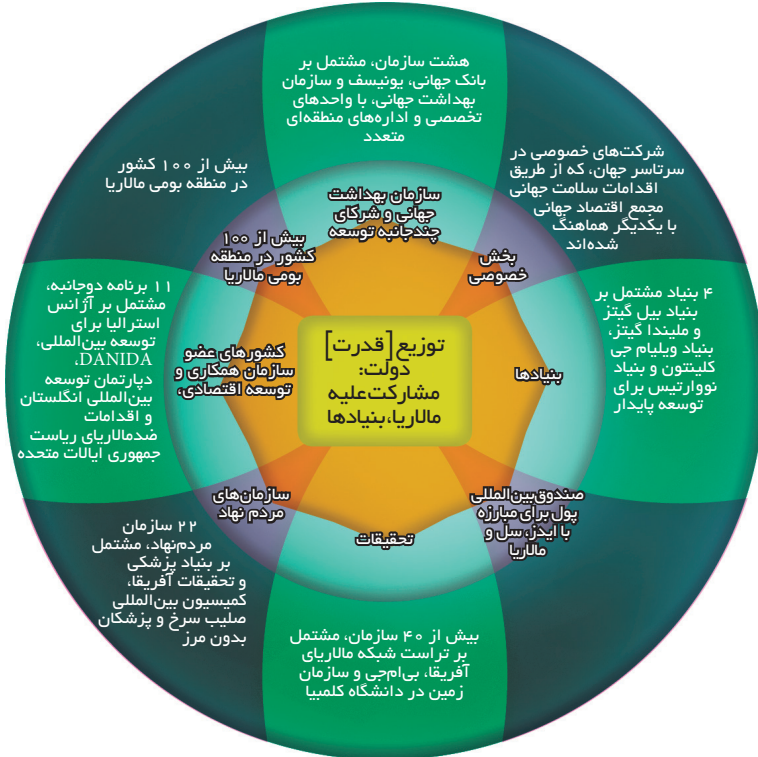 هشت سازمان، مشتمل بر
بانک جهانی، یونیسف و سازمان
بهداشت جهانی، با واحدهای
تخصصی و اداره‌های منطقه‌ای
متعدد
شرکت‌های خصوصی در
سرتاسر جهان، که از طریق
اقدامات سلامت جهانی
مجمع اقتصاد جهانی
با یکدیگر هماهنگ
شده‌اند
۴ بنیاد مشتمل بر
بنیاد بیل گیتز
و ملیندا گیتز،
بنیاد ویلیام جی
کلینتون و بنیاد
نووارتیس برای
توسعه پایدار
بیش از ۴۰ سازمان، مشتمل
بر تراست شبکه مالاریای
آفریقا، بی‌ام‌جی و سازمان
زمین در دانشگاه کلمبیا
۲۲ سازمان
مردم‌نهاد، مشتمل
بر بنیاد پزشکی
و تحقیقات آفریقا،
کمیسیون بین‌المللی
صلیب سرخ و پزشکان
بدون مرز
۱۱ برنامه دوجانبه،
مشتمل بر آژانس
استرالیا برای
توسعه بین‌المللی،
DANIDA،
دپارتمان توسعه
بین‌المللی انگلستان
و اقدامات
ضدمالاریای ریاست
جمهوری ایالات متحده
بیش از ۱۰۰ کشور
در منطقه بومی مالاریا
سازمان بهداشت
جهانی و شرکای
چندجانبه توسعه
بخش
خصوصی
بنیادها
صندوق‌بین‌المللی
پول برای مبارزه
با ایدز، سل و
مالاریا
تحقیقات
سازمان‌های
مردم نهاد
کشورهای عضو
سازمان همکاری و
توسعه اقتصادی،
بیش از ۱۰۰
کشور در منطقه
بومی مالاریا
توزیع [قدرت]
دولت:
مشارکت‌علیه
مالاریا،بنیادها